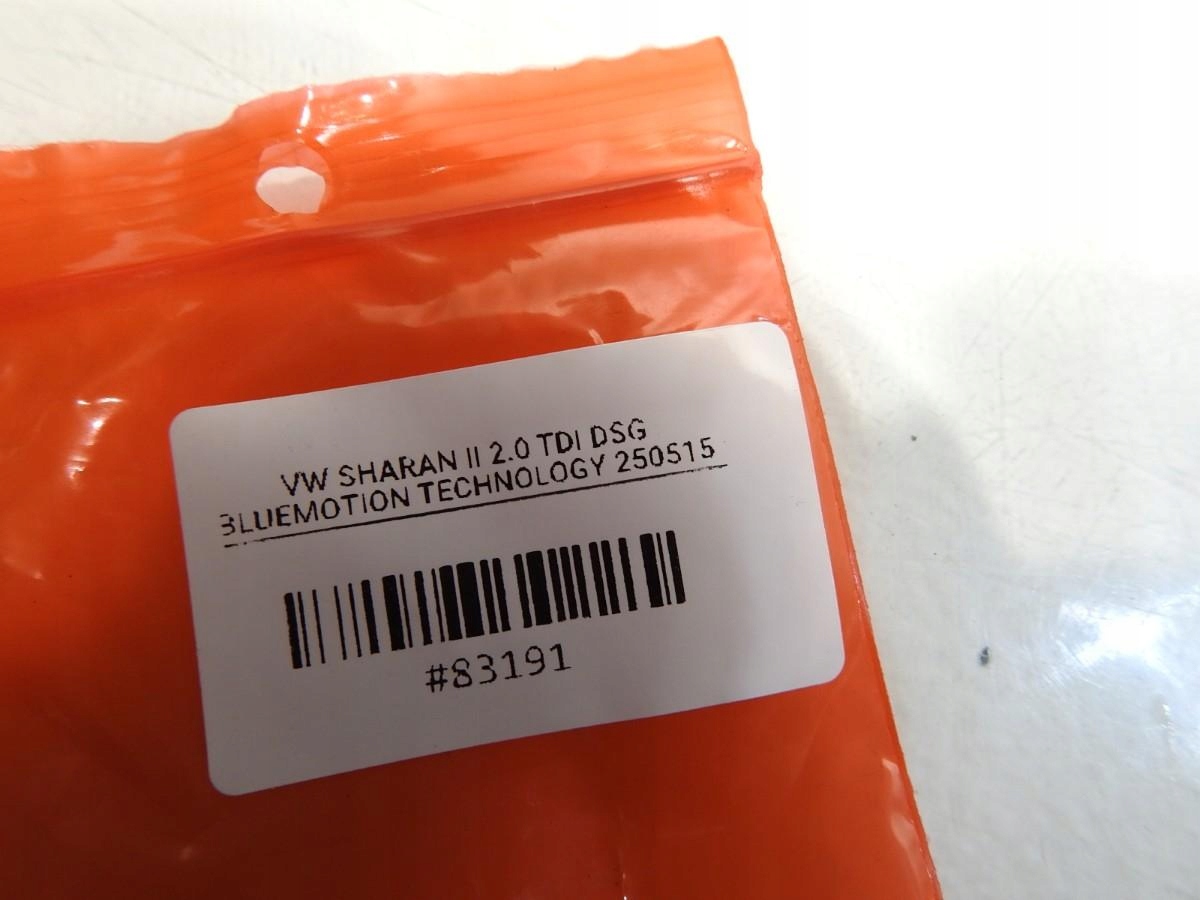 VW SHARAN II 2.0 TDI DSG
BLUEMOTION TECHNOLOGY 250515
#83191